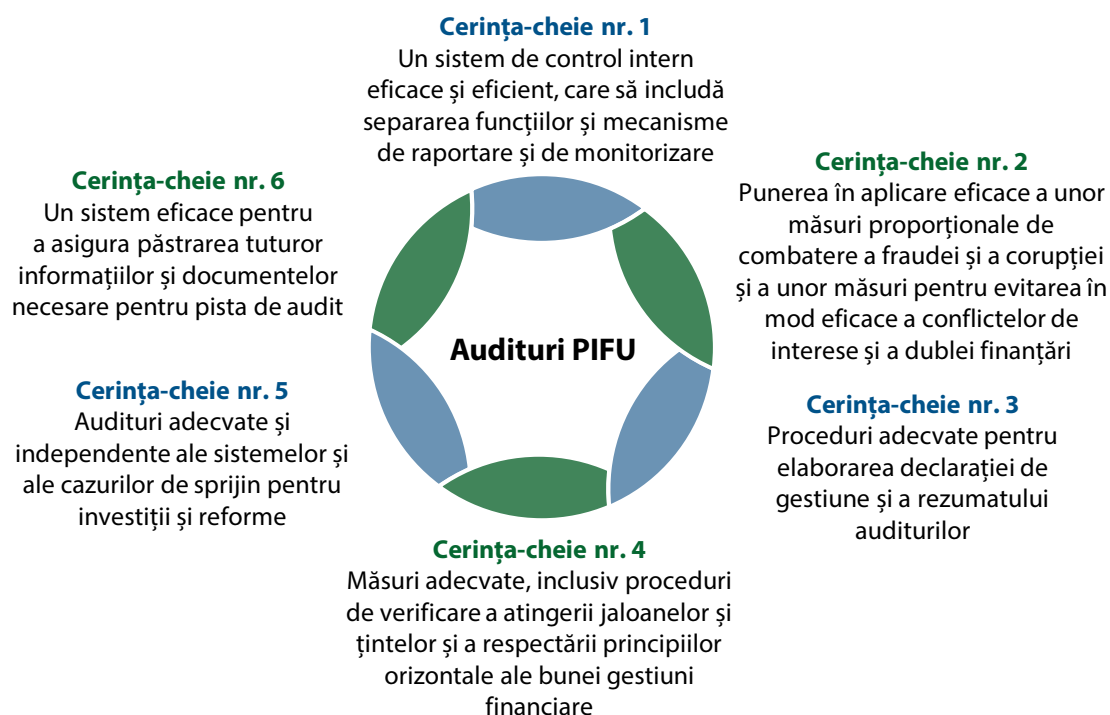 Cerința-cheie nr. 1
Un sistem de control intern
eficace și eficient, care să includă
separarea funcțiilor și mecanisme
de raportare și de monitorizare
Cerința-cheie nr. 2
Punerea în aplicare eficace a unor
măsuri proporționale de
combatere a fraudei și a corupției
și a unor măsuri pentru evitarea în
mod eficace a conflictelor de
interese și a dublei finanțări
Cerința-cheie nr. 3
Proceduri adecvate pentru
elaborarea declarației de
gestiune și a rezumatului
auditurilor
Cerința-cheie nr. 4
Măsuri adecvate, inclusiv proceduri
de verificare a atingerii jaloanelor și
țintelor și a respectării principiilor
orizontale ale bunei gestiuni
financiare
Cerința-cheie nr. 5
Audituri adecvate și
independente ale sistemelor și
ale cazurilor de sprijin pentru
investiții și reforme
Cerința-cheie nr. 6
Un sistem eficace pentru
a asigura păstrarea tuturor
informațiilor și documentelor
necesare pentru pista de audit
Audituri PIFU